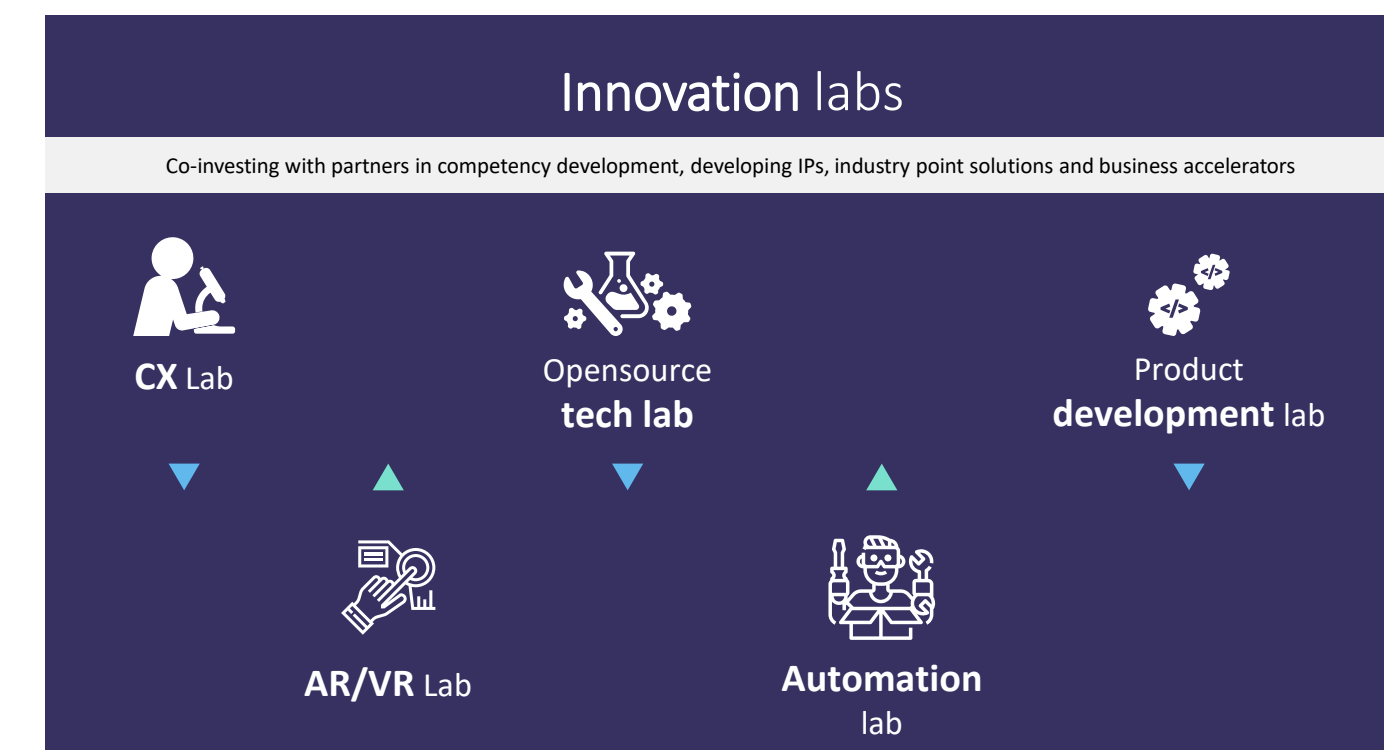 Innovation labs
Co-investing with partners in competency development, developing IPs, industry point solutions and business accelerators
CX Lab
Opensource
tech lab
Product
development lab
</>
</>
AR/VR Lab
Automation
lab